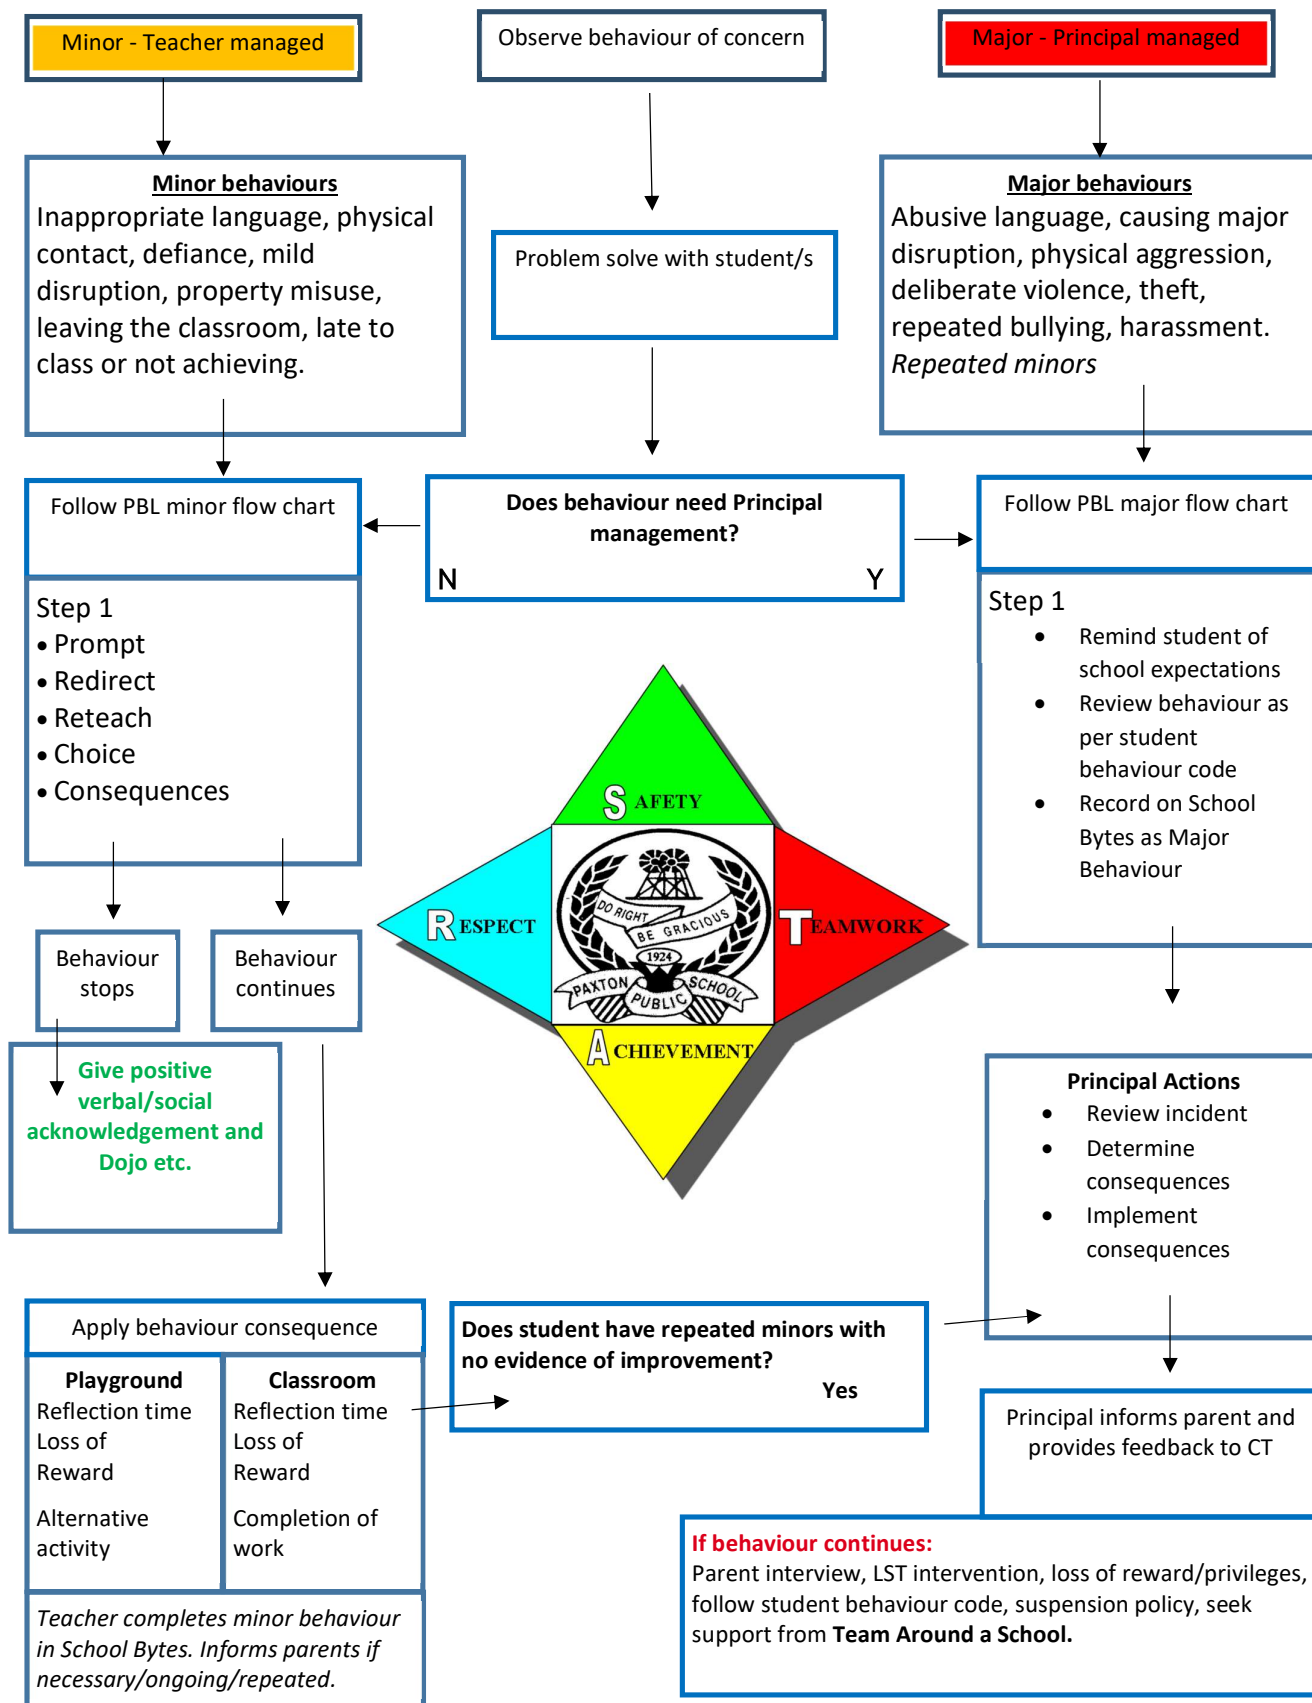 Minor - Teacher managed
Observe behaviour of concern
Major - Principal managed
Minor behaviours
Inappropriate language, physical
contact, defiance, mild
disruption, property misuse,
leaving the classroom, late to
class or not achieving.
Problem solve with student/s
Major behaviours
Abusive language, causing major
disruption, physical aggression,
deliberate violence, theft,
repeated bullying, harassment.
Repeated minors
Follow PBL minor flow chart
Does behaviour need Principal
management?
N
Y
Follow PBL major flow chart
Step 1
• Prompt
• Redirect
• Reteach
• Choice
• Consequences
Step 1
• Remind student of
school expectations
• Review behaviour as
per student
behaviour code
• Record on School
Bytes as Major
Behaviour
SAFETY
RESPECT
TEAMWORK
ACHIEVEMENT
DO RIGHT
BE GRACIOUS
1924
PAXTON
PUBLIC
SCHOOL
Behaviour
stops
Behaviour
continues
Give positive
verbal/social
acknowledgement and
Dojo etc.
Principal Actions
• Review incident
• Determine
consequences
• Implement
consequences
Apply behaviour consequence
Playground
Reflection time
Loss of
Reward
Alternative
activity
Classroom
Reflection time
Loss of
Reward
Completion of
work
Does student have repeated minors with
no evidence of improvement?
Yes
Principal informs parent and
provides feedback to CT
Teacher completes minor behaviour
in School Bytes. Informs parents if
necessary/ongoing/repeated.
If behaviour continues:
Parent interview, LST intervention, loss of reward/privileges,
follow student behaviour code, suspension policy, seek
support from Team Around a School.